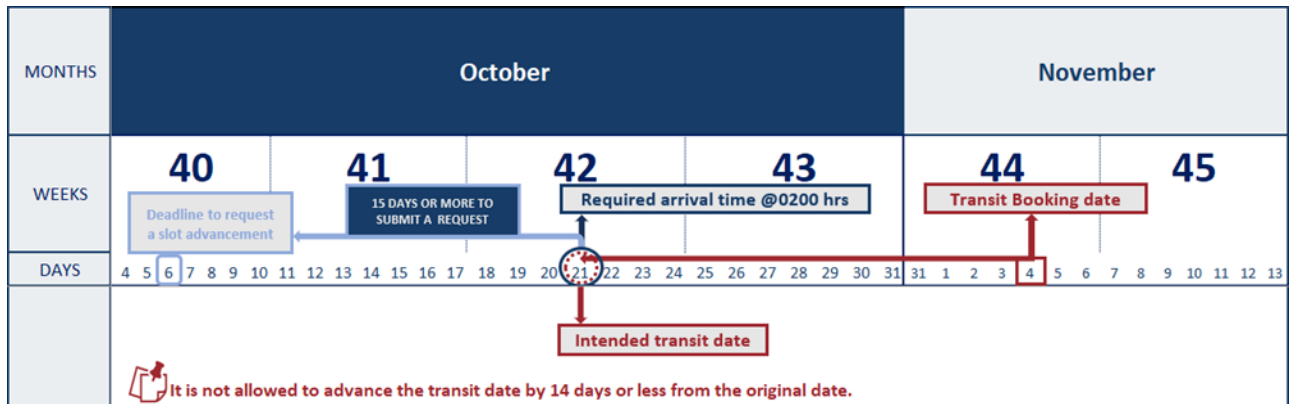 MONTHS
October
November
WEEKS
40
41
42
43
44
45
Deadline to request
a slot advancement
15 DAYS OR MORE TO
SUBMIT A REQUEST
Required arrival time @0200 hrs
Transit Booking date
DAYS
4 5 6 7 8 9 10 11 12 13 14 15 16 17 18 19 20 21 22 23 24 25 26 27 28 29 30 31 31 1 2 3 4 5 6 7 8 9 10 11 12 13
Intended transit date
It is not allowed to advance the transit date by 14 days or less from the original date.